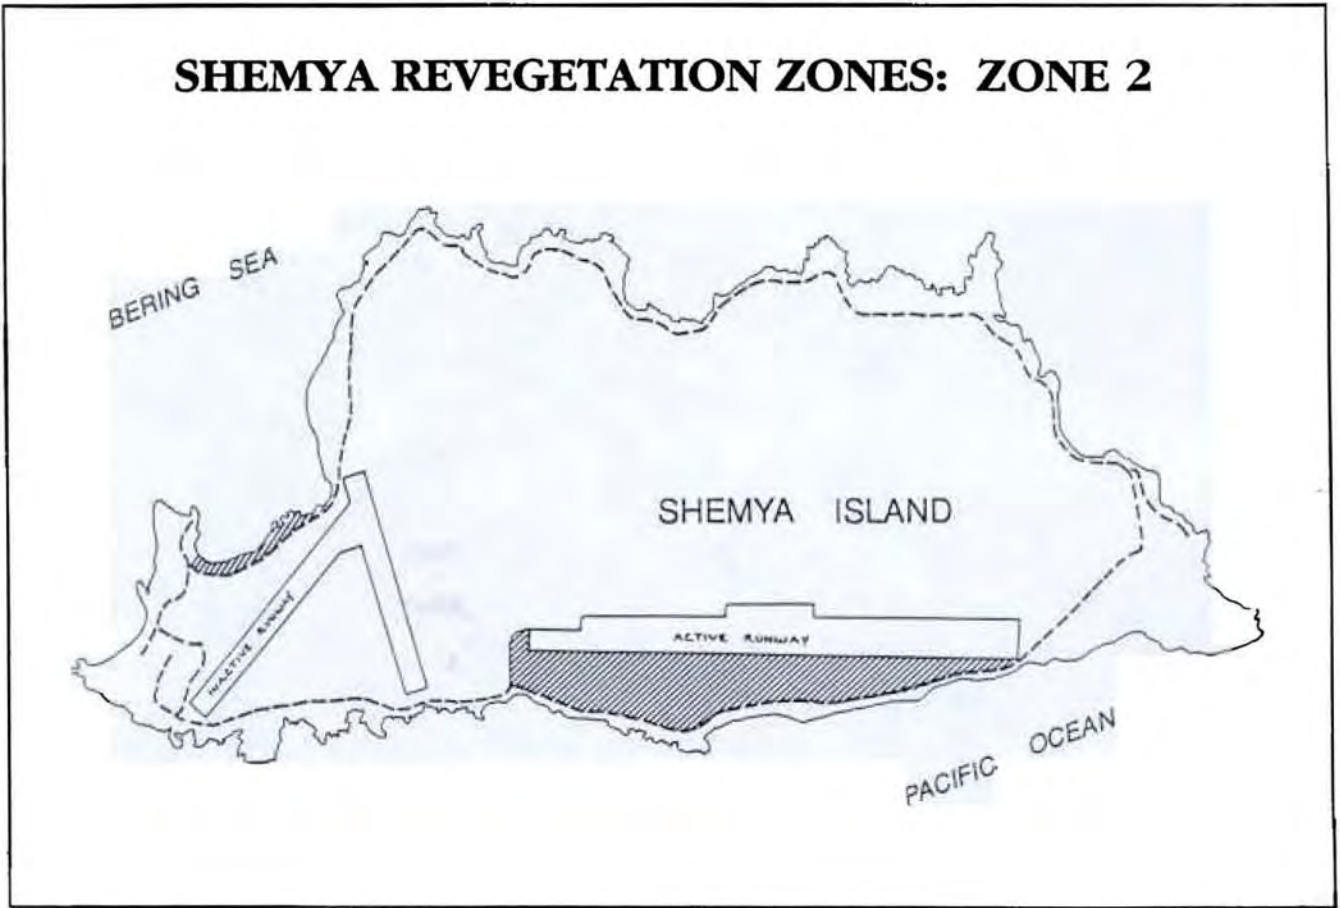 SHEMYA REVEGETATION ZONES: ZONE 2
BERING SEA
SHEMYA ISLAND
INACTIVE RUNWAY
ACTIVE RUNWAY
PACIFIC OCEAN